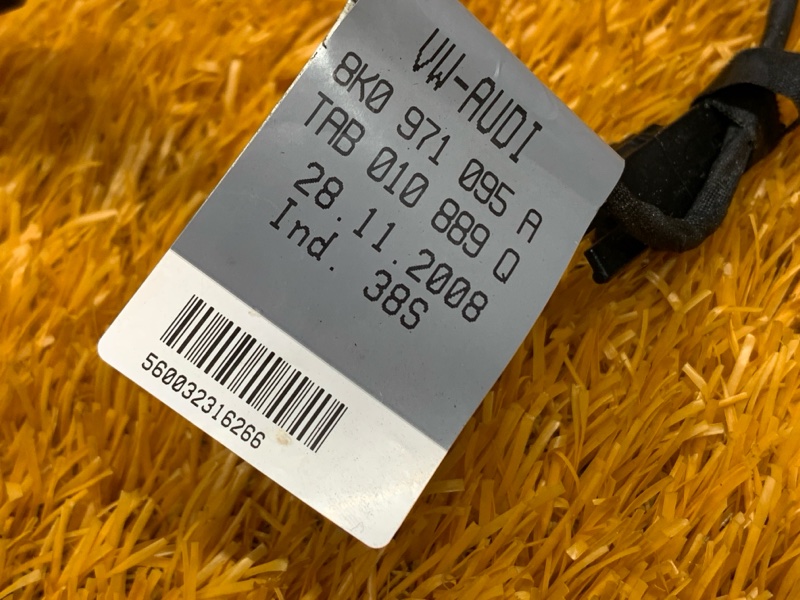 VW-AUDI
8K0 971 095 A
TAB 010 889 Q
28.11.2008
Ind. 38S
560032316266